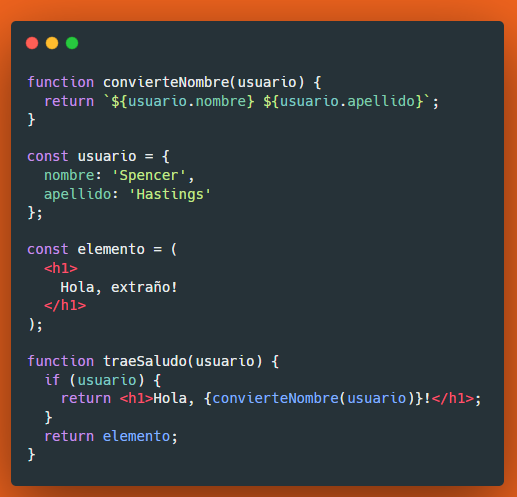 function convierteNombre(usuario) {
  return `${usuario.nombre} ${usuario.apellido}`;
}

const usuario = {
  nombre: 'Spencer',
  apellido: 'Hastings'
};

const elemento = (
  <h1>
    Hola, extraño!
  </h1>
);

function traeSaludo(usuario) {
  if (usuario) {
    return <h1>Hola, {convierteNombre(usuario)}!</h1>;
  }
  return elemento;
}